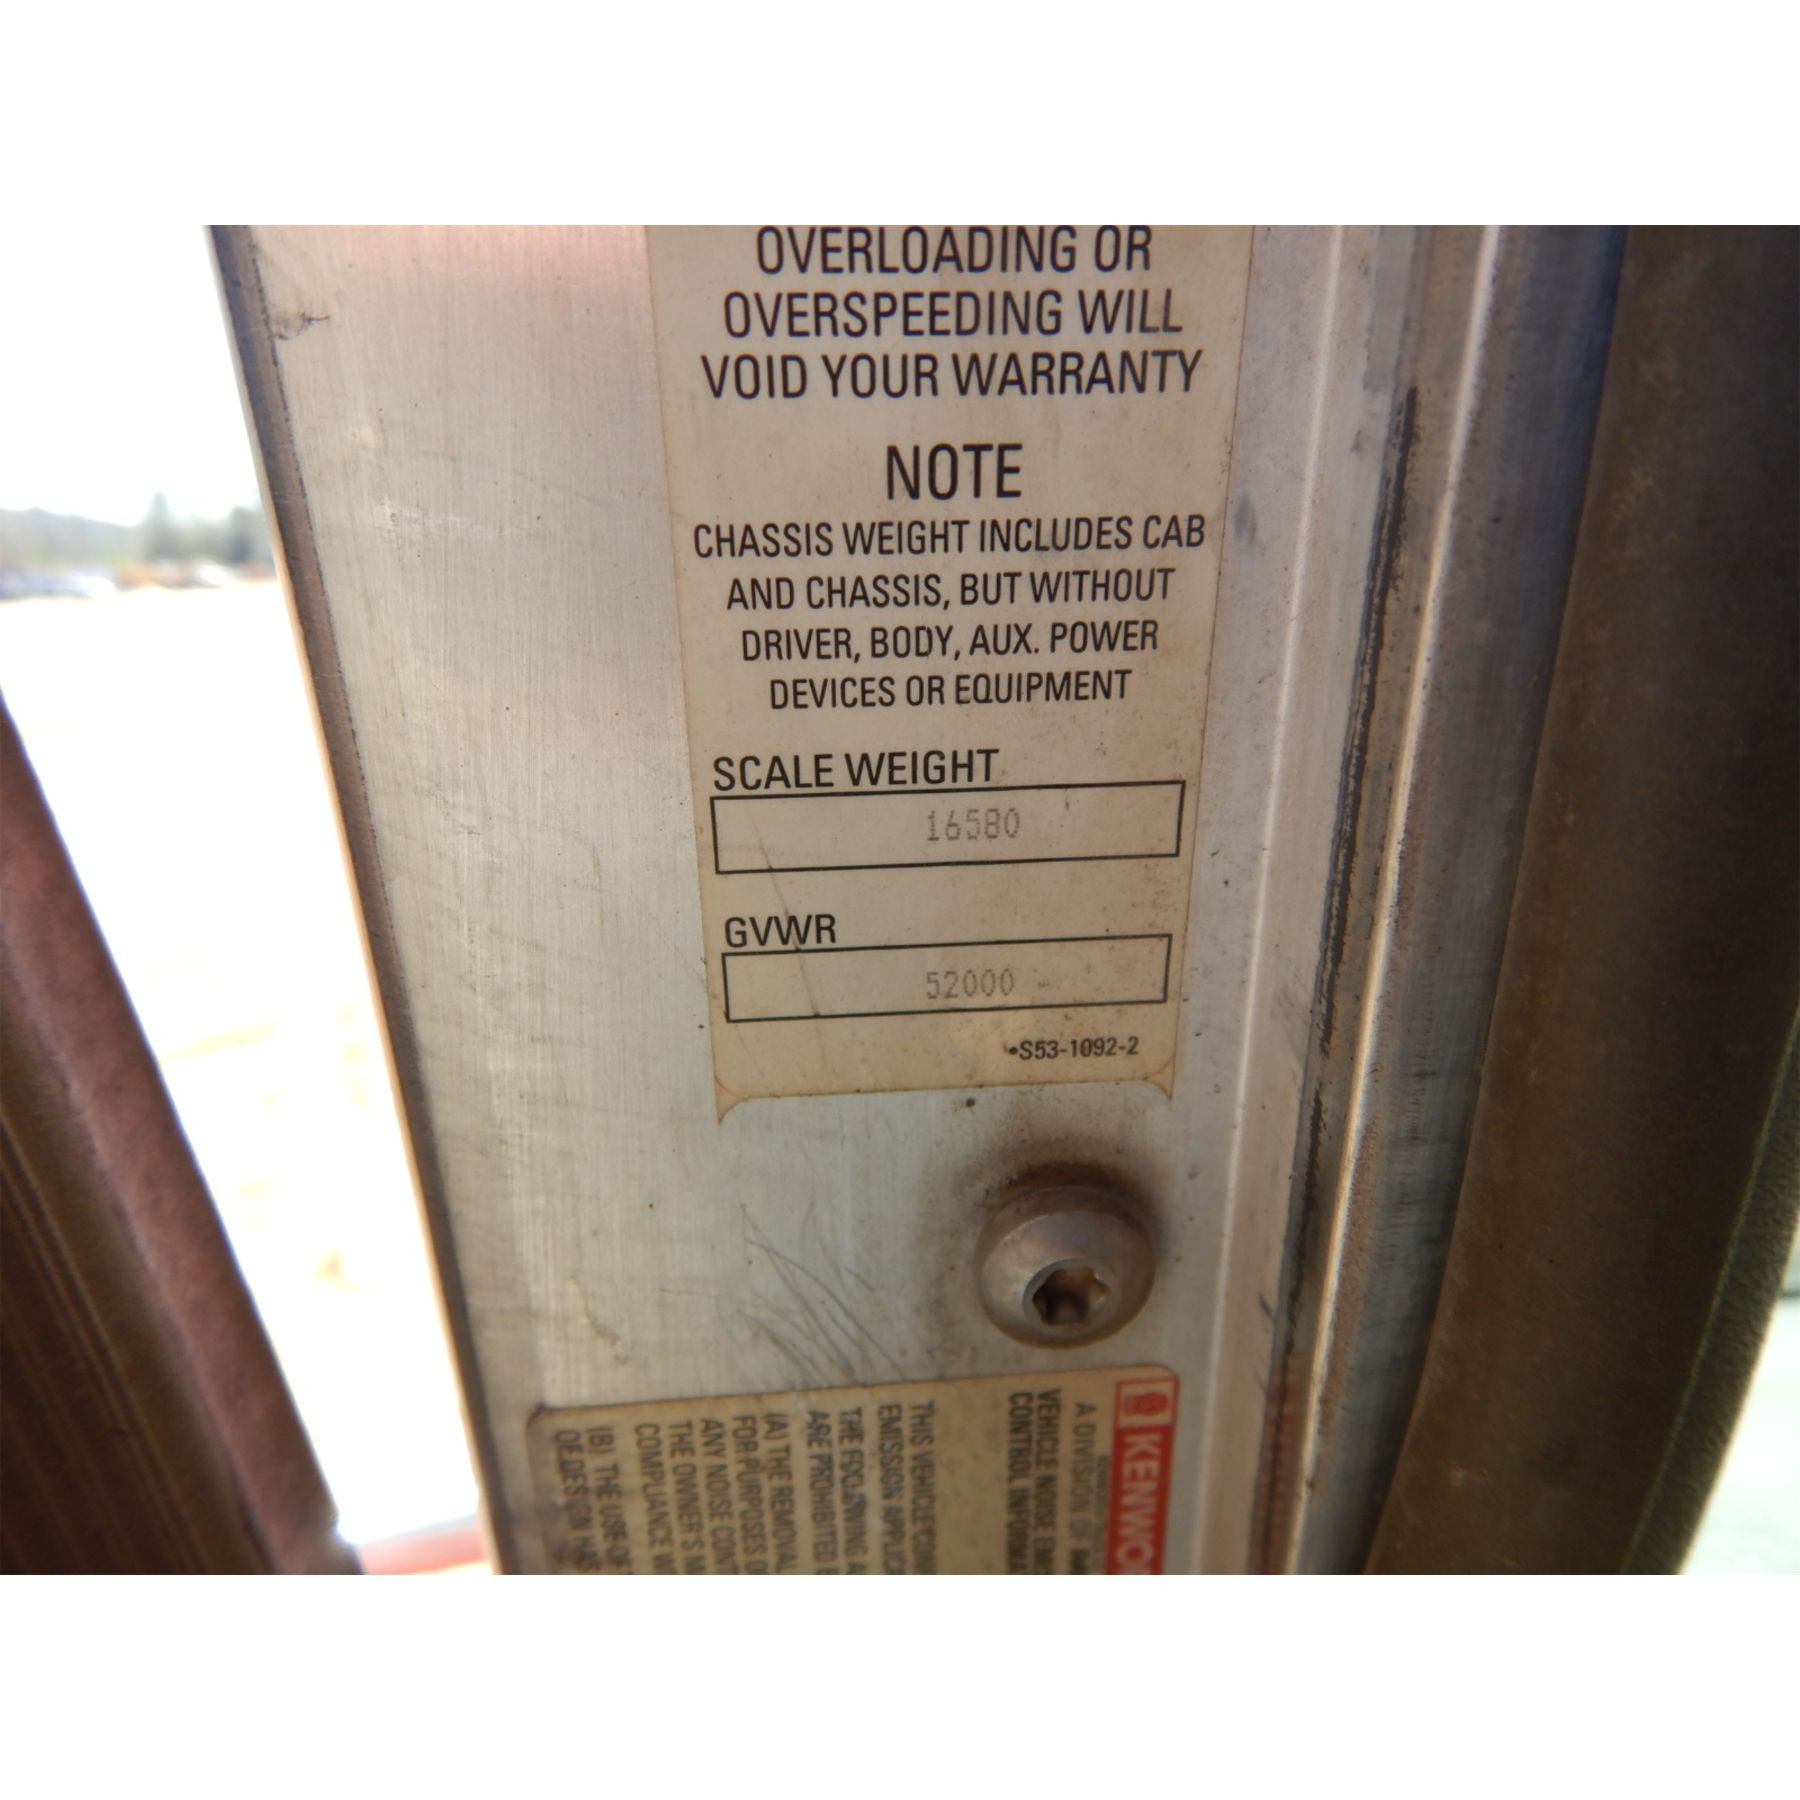 OVERLOADING OR
OVERSPEEDING WILL
VOID YOUR WARRANTY
NOTE
CHASSIS WEIGHT INCLUDES CAB
AND CHASSIS, BUT WITHOUT
DRIVER, BODY, AUX. POWER
DEVICES OR EQUIPMENT
SCALE WEIGHT
16580
GVWR
52000
•S53-1092-2
KENWO
A DIVISION OF
VEHICLE NOISE EMIS
CONTROL INFORMA
THIS VEHICLE CONF
EMISSION APPLIC
THE FOLLOWING A
ARE PROHIBITED B
(A) THE REMOVAL
FOR PURPOSES O
ANY NOISE CONT
THE OWNER'S MA
COMPLIANCE WI
(B) THE USE OF
DESIGN HAS